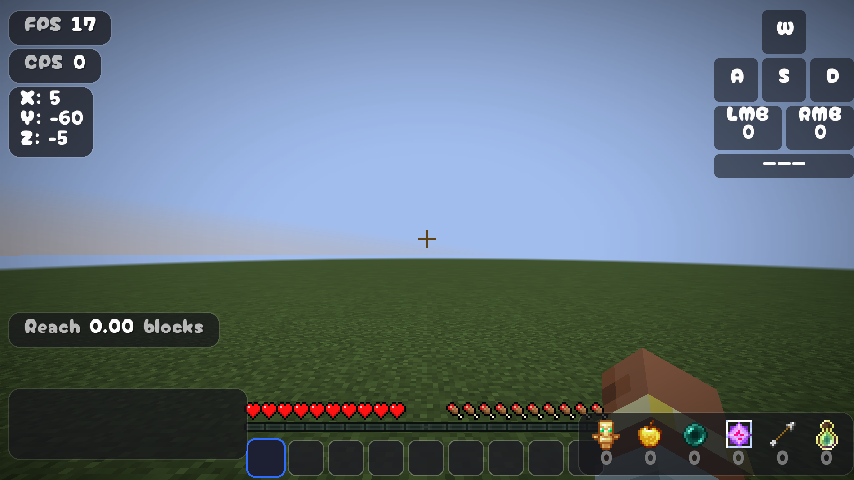 FPS 17
CPS 0
X: 5
Y: -60
Z: -5
W
A S D
LMB RMB
0 0
Reach 0.00 blocks
0 0 0 0 0 0